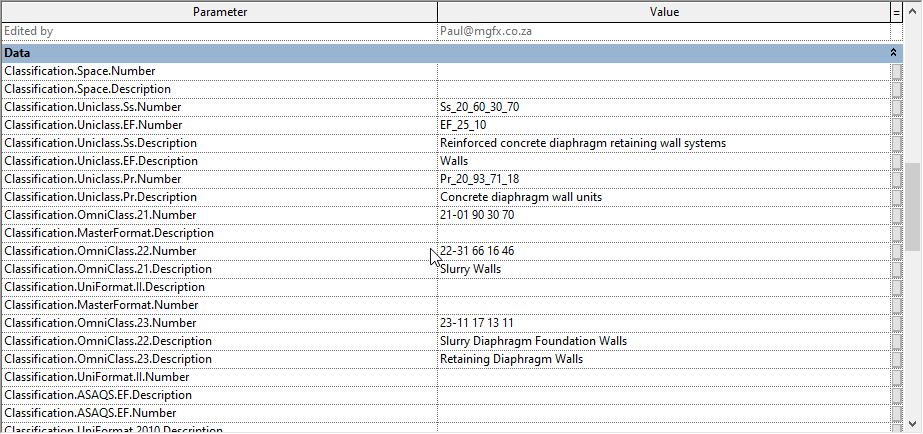 Parameter Value =
Edited by Paul@mgfx.co.za
Data
Classification.Space.Number
Classification.Space.Description
Classification.Uniclass.Ss.Number Ss_20_60_30_70
Classification.Uniclass.EF.Number EF_25_10
Classification.Uniclass.Ss.Description Reinforced concrete diaphragm retaining wall systems
Classification.Uniclass.EF.Description Walls
Classification.Uniclass.Pr.Number Pr_20_93_71_18
Classification.Uniclass.Pr.Description Concrete diaphragm wall units
Classification.OmniClass.21.Number 21-01 90 30 70
Classification.MasterFormat.Description
Classification.OmniClass.22.Number 22-31 66 16 46
Classification.OmniClass.21.Description Slurry Walls
Classification.UniFormat.II.Description
Classification.MasterFormat.Number
Classification.OmniClass.23.Number 23-11 17 13 11
Classification.OmniClass.22.Description Slurry Diaphragm Foundation Walls
Classification.OmniClass.23.Description Retaining Diaphragm Walls
Classification.UniFormat.II.Number
Classification.ASAQS.EF.Description
Classification.ASAQS.EF.Number
Classification.UniFormat.2010.Description